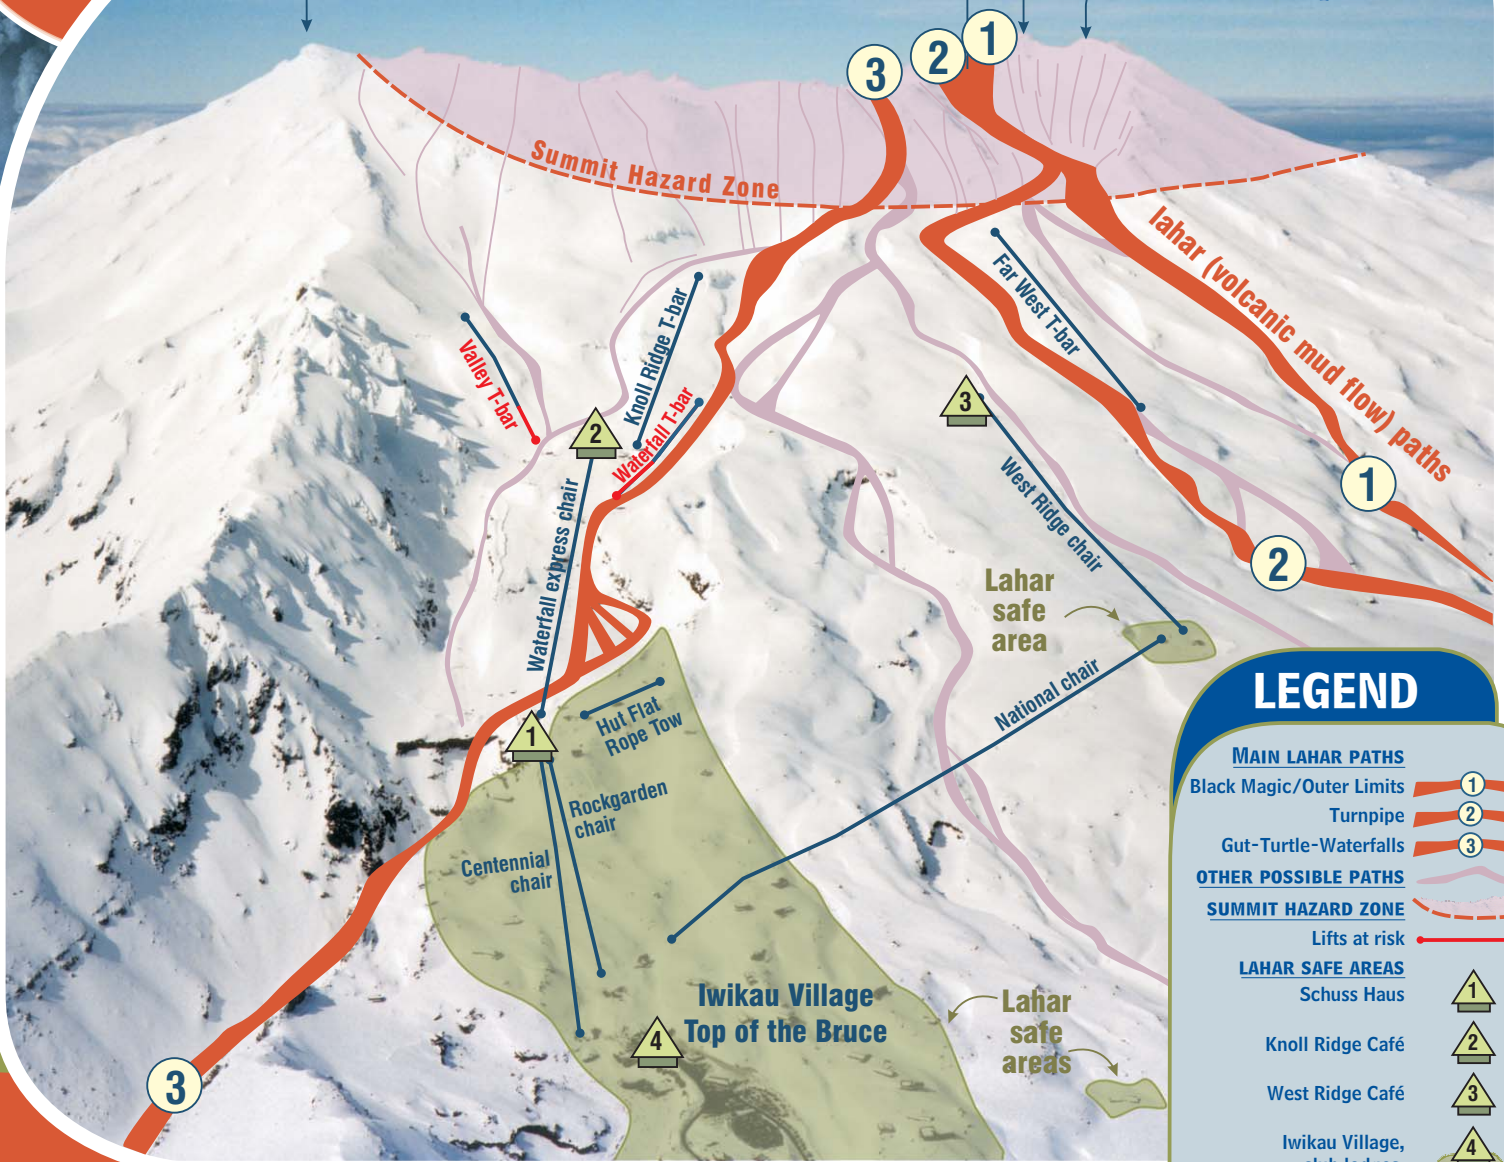 1
2
3
Summit Hazard Zone
lahar (volcanic mud flow) paths
Far West T-bar
Knoll Ridge T-bar
Valley T-bar
Waterfall T-bar
3
2
1
West Ridge chair
Waterfall express chair
2
Lahar
safe
area
National chair
Hut Flat
Rope Tow
1
Rockgarden
chair
Centennial
chair
Iwikau Village
Top of the Bruce
4
Lahar
safe
areas
3
LEGEND
MAIN LAHAR PATHS
Black Magic/Outer Limits 1
Turnpipe 2
Gut-Turtle-Waterfalls 3
OTHER POSSIBLE PATHS
SUMMIT HAZARD ZONE
Lifts at risk
LAHAR SAFE AREAS
Schuss Haus 1
Knoll Ridge Café 2
West Ridge Café 3
Iwikau Village, 4